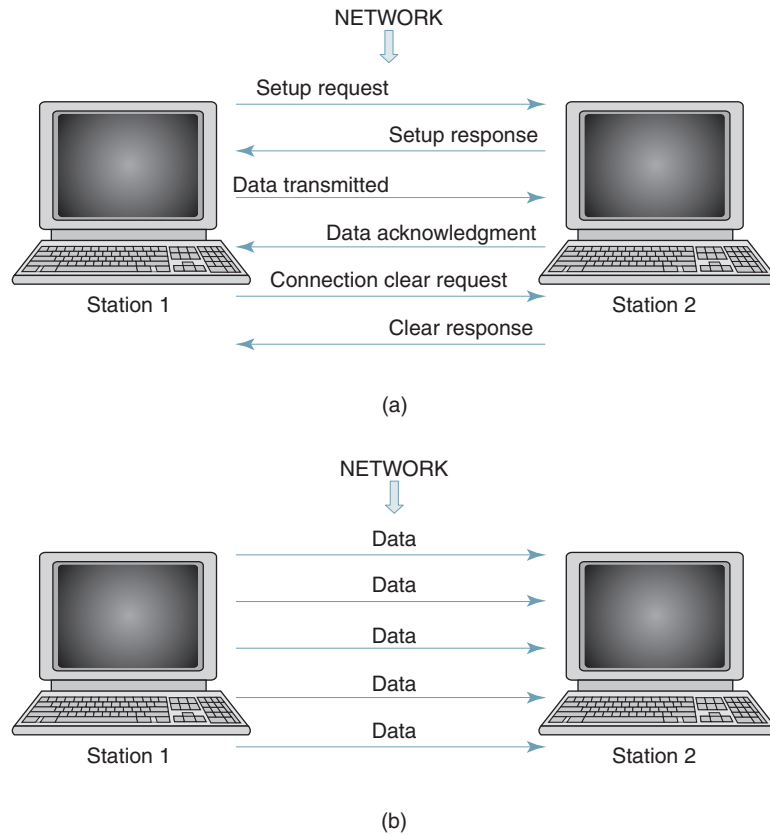 NETWORK
Setup request
Setup response
Data transmitted
Data acknowledgment
Connection clear request
Station 1
Station 2
Clear response
(a)
NETWORK
Data
Data
Data
Data
Data
Station 1
Station 2
(b)